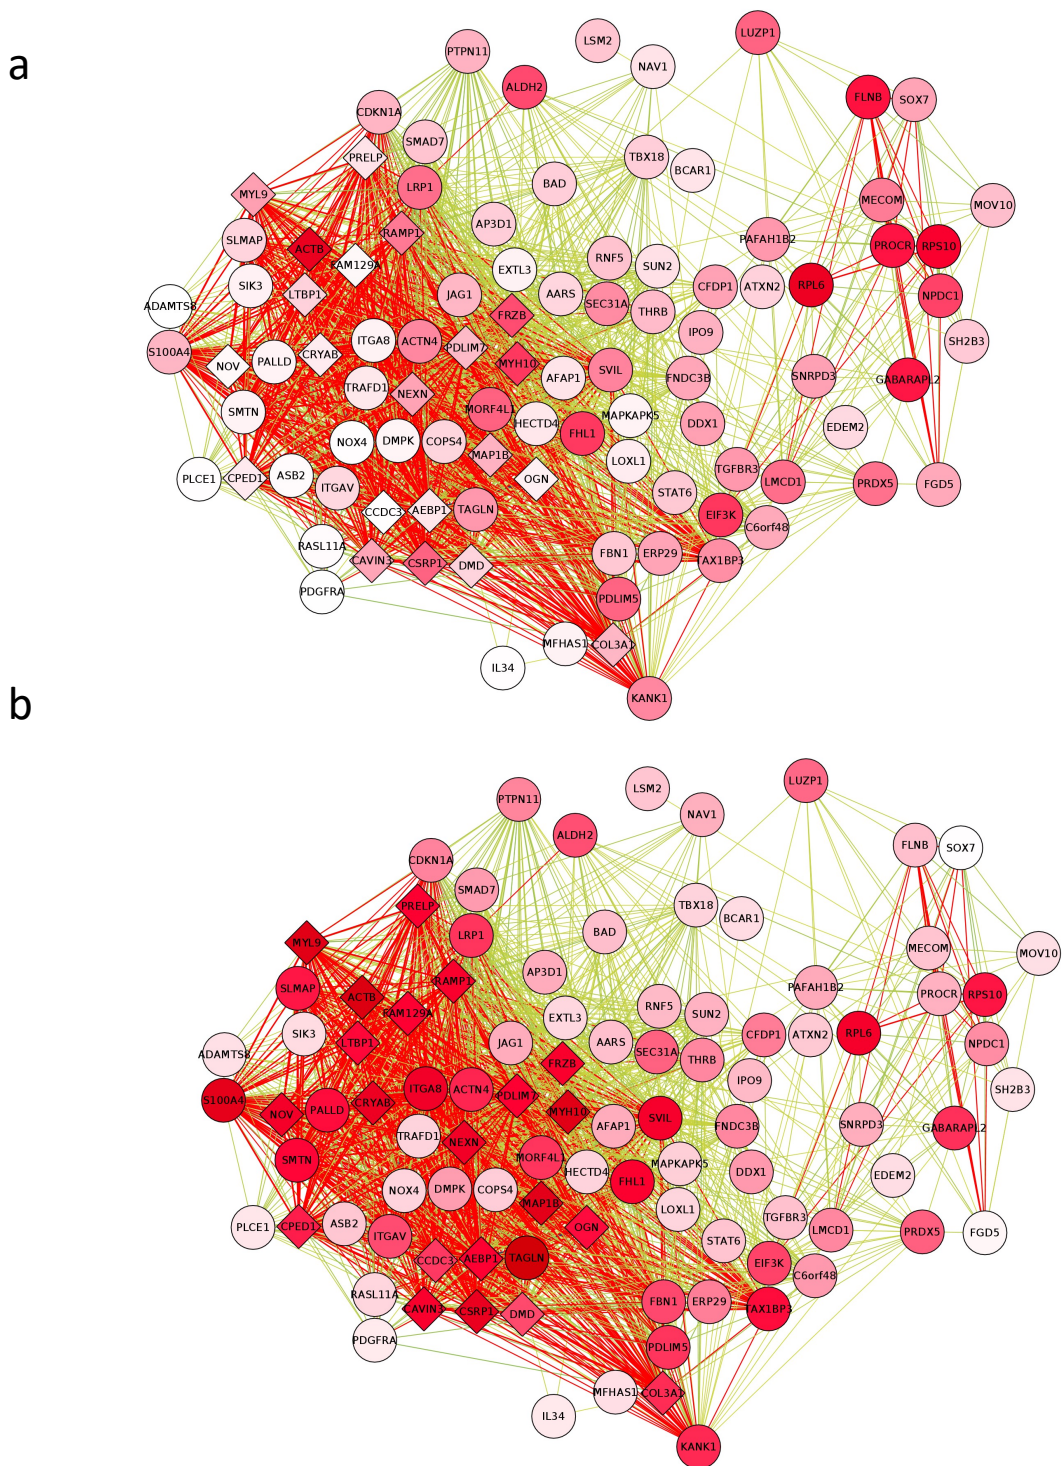 a
PTPN11
LSM2
LUZP1
NAV1
ALDH2
FLNB
SOX7
CDKN1A
SMAD7
PRELP
TBX18
BCAR1
LRP1
BAD
MYL9
MECOM
MOV10
AP3D1
RAMP1
SLMAP
ACTB
PAFAH1B2
PROCR
RPS10
FAM129A
EXTL3
RNF5
SUN2
SIK3
LTBP1
JAG1
AARS
SEC31A
CFDP1
ATXN2
RPL6
NPDC1
ADAMTS8
FRZB
THRB
IPO9
SH2B3
S100A4
ITGA8
ACTN4
PDLIM7
NOV
PALLD
CRYAB
MYH10
SVIL
AFAP1
FNDC3B
SNRPD3
GABARAPL2
TRAFD1
NEXN
SMTN
MORF4L1
HECTD4
MAPKAPK5
DDX1
EDEM2
NOX4
DMPK
COPS4
FHL1
MAP1B
LOXL1
PLCE1
CPED1
ASB2
ITGAV
OGN
STAT6
TGFBR3
LMCD1
PRDX5
FGD5
CCDC3
AEBP1
TAGLN
EIF3K
C6orf48
RASL11A
CAVIN3
CSRP1
DMD
FBN1
ERP29
TAX1BP3
PDGFRA
PDLIM5
MFHAS1
COL3A1
IL34
KANK1
b
PTPN11
LSM2
LUZP1
NAV1
ALDH2
FLNB
SOX7
CDKN1A
SMAD7
PRELP
TBX18
BCAR1
LRP1
BAD
MYL9
MECOM
MOV10
AP3D1
RAMP1
SLMAP
ACTB
PAFAH1B2
PROCR
RPS10
FAM129A
EXTL3
RNF5
SUN2
SIK3
LTBP1
JAG1
AARS
SEC31A
CFDP1
ATXN2
RPL6
NPDC1
ADAMTS8
FRZB
THRB
IPO9
SH2B3
S100A4
ITGA8
ACTN4
PDLIM7
NOV
PALLD
CRYAB
MYH10
SVIL
AFAP1
FNDC3B
SNRPD3
GABARAPL2
TRAFD1
NEXN
SMTN
MORF4L1
HECTD4
MAPKAPK5
DDX1
EDEM2
NOX4
DMPK
COPS4
FHL1
MAP1B
LOXL1
PLCE1
CPED1
ASB2
ITGAV
OGN
STAT6
TGFBR3
LMCD1
PRDX5
FGD5
CCDC3
AEBP1
TAGLN
EIF3K
C6orf48
RASL11A
CAVIN3
CSRP1
DMD
FBN1
ERP29
TAX1BP3
PDGFRA
PDLIM5
MFHAS1
COL3A1
IL34
KANK1